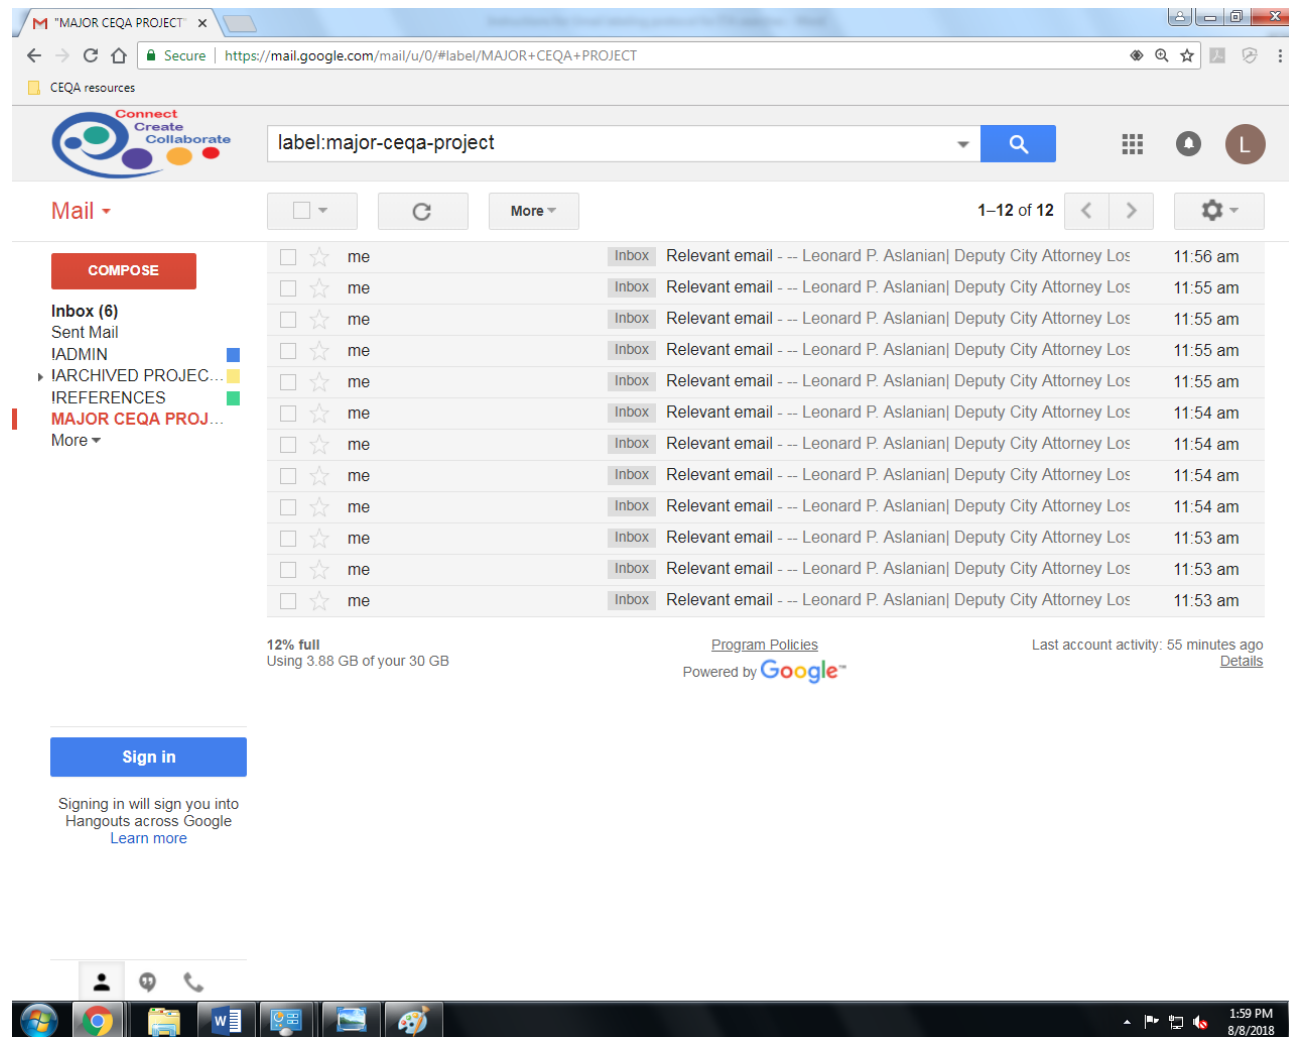 "MAJOR CEQA PROJECT"
Secure https://mail.google.com/mail/u/0/#label/MAJOR+CEQA+PROJECT
CEQA resources
Connect
Create
Collaborate
label:major-ceqa-project
L
Mail
More
1–12 of 12
COMPOSE
Inbox (6)
Sent Mail
!ADMIN
!ARCHIVED PROJEC...
!REFERENCES
MAJOR CEQA PROJ...
More
me Inbox Relevant email - -- Leonard P. Aslanian| Deputy City Attorney Los 11:56 am
me Inbox Relevant email - -- Leonard P. Aslanian| Deputy City Attorney Los 11:55 am
me Inbox Relevant email - -- Leonard P. Aslanian| Deputy City Attorney Los 11:55 am
me Inbox Relevant email - -- Leonard P. Aslanian| Deputy City Attorney Los 11:55 am
me Inbox Relevant email - -- Leonard P. Aslanian| Deputy City Attorney Los 11:55 am
me Inbox Relevant email - -- Leonard P. Aslanian| Deputy City Attorney Los 11:54 am
me Inbox Relevant email - -- Leonard P. Aslanian| Deputy City Attorney Los 11:54 am
me Inbox Relevant email - -- Leonard P. Aslanian| Deputy City Attorney Los 11:54 am
me Inbox Relevant email - -- Leonard P. Aslanian| Deputy City Attorney Los 11:54 am
me Inbox Relevant email - -- Leonard P. Aslanian| Deputy City Attorney Los 11:53 am
me Inbox Relevant email - -- Leonard P. Aslanian| Deputy City Attorney Los 11:53 am
me Inbox Relevant email - -- Leonard P. Aslanian| Deputy City Attorney Los 11:53 am
12% full
Using 3.88 GB of your 30 GB
Program Policies
Powered by Google™
Last account activity: 55 minutes ago
Details
Sign in
Signing in will sign you into
Hangouts across Google
Learn more
1:59 PM
8/8/2018